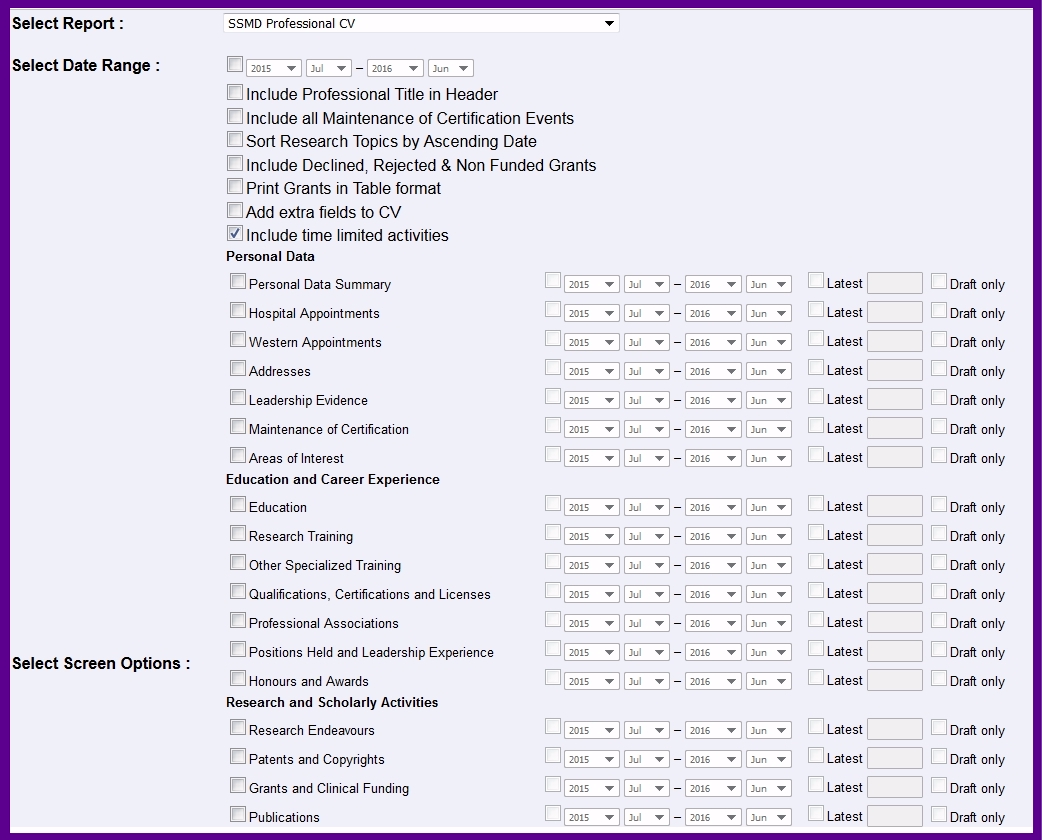 Select Report : SSMD Professional CV
Select Date Range : 2015 Jul – 2016 Jun
Include Professional Title in Header
Include all Maintenance of Certification Events
Sort Research Topics by Ascending Date
Include Declined, Rejected & Non Funded Grants
Print Grants in Table format
Add extra fields to CV
Include time limited activities
Personal Data
Personal Data Summary 2015 Jul – 2016 Jun Latest Draft only
Hospital Appointments 2015 Jul – 2016 Jun Latest Draft only
Western Appointments 2015 Jul – 2016 Jun Latest Draft only
Addresses 2015 Jul – 2016 Jun Latest Draft only
Leadership Evidence 2015 Jul – 2016 Jun Latest Draft only
Maintenance of Certification 2015 Jul – 2016 Jun Latest Draft only
Areas of Interest 2015 Jul – 2016 Jun Latest Draft only
Education and Career Experience
Education 2015 Jul – 2016 Jun Latest Draft only
Research Training 2015 Jul – 2016 Jun Latest Draft only
Other Specialized Training 2015 Jul – 2016 Jun Latest Draft only
Qualifications, Certifications and Licenses 2015 Jul – 2016 Jun Latest Draft only
Professional Associations 2015 Jul – 2016 Jun Latest Draft only
Positions Held and Leadership Experience 2015 Jul – 2016 Jun Latest Draft only
Select Screen Options :
Honours and Awards 2015 Jul – 2016 Jun Latest Draft only
Research and Scholarly Activities
Research Endeavours 2015 Jul – 2016 Jun Latest Draft only
Patents and Copyrights 2015 Jul – 2016 Jun Latest Draft only
Grants and Clinical Funding 2015 Jul – 2016 Jun Latest Draft only
Publications 2015 Jul – 2016 Jun Latest Draft only